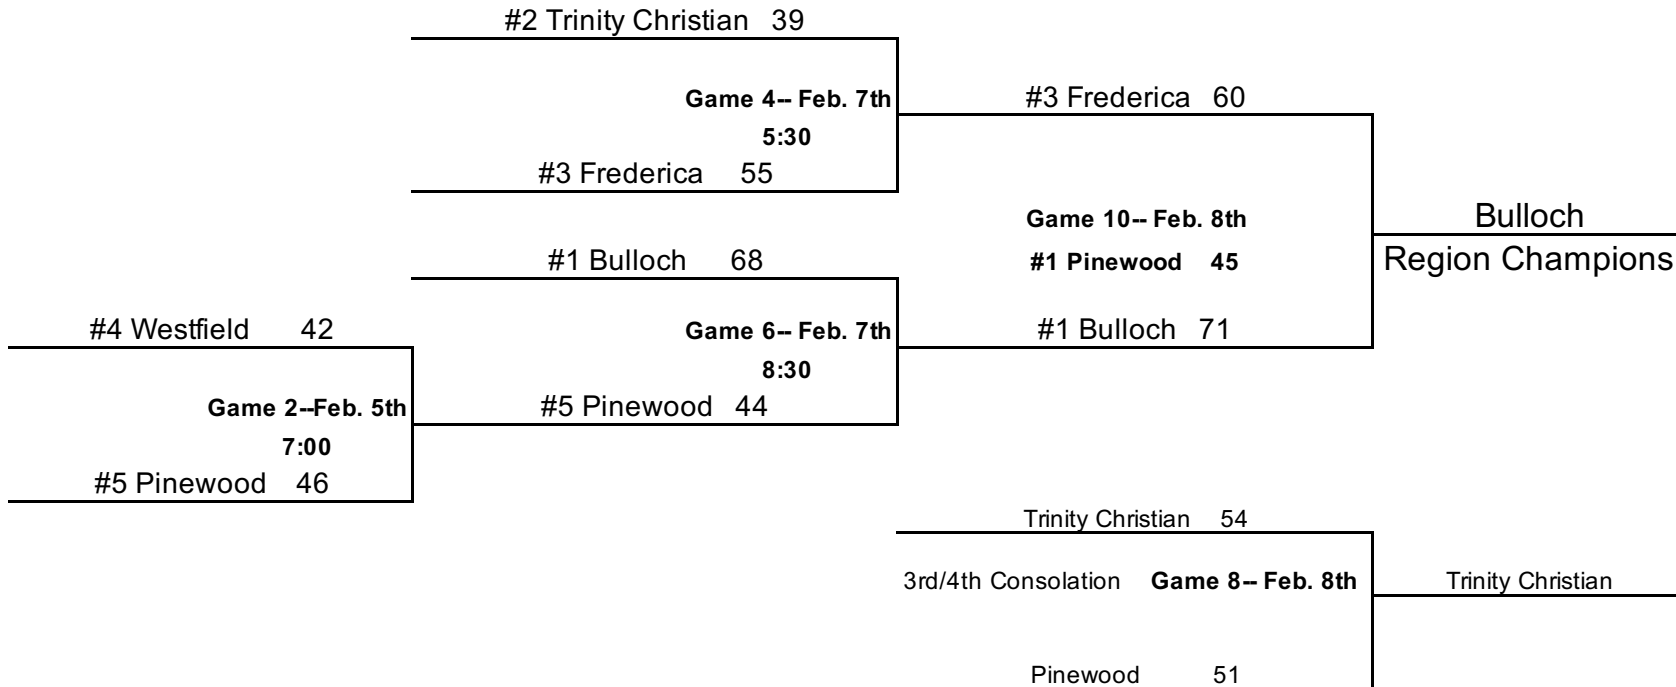 #2 Trinity Christian 39
Game 4-- Feb. 7th
5:30
#3 Frederica 55
#3 Frederica 60
Game 10-- Feb. 8th
#1 Pinewood 45
#1 Bulloch 71
Bulloch
Region Champions
#1 Bulloch 68
Game 6-- Feb. 7th
8:30
#5 Pinewood 44
#4 Westfield 42
Game 2--Feb. 5th
7:00
#5 Pinewood 46
Trinity Christian 54
3rd/4th Consolation Game 8-- Feb. 8th
Trinity Christian
Pinewood 51